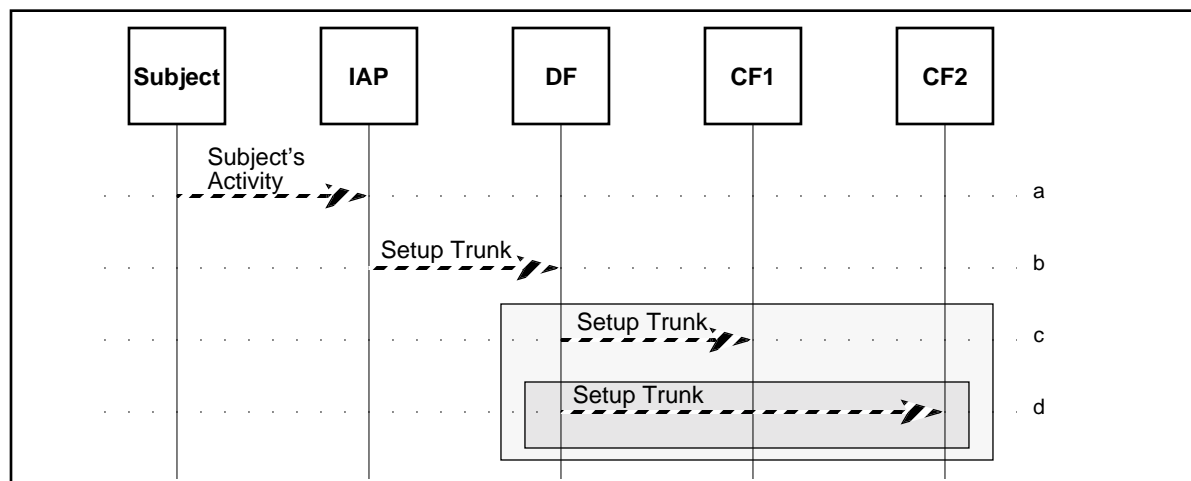 Subject
IAP
DF
CF1
CF2
Subject's
Activity
a
Setup Trunk
b
Setup Trunk
c
Setup Trunk
d